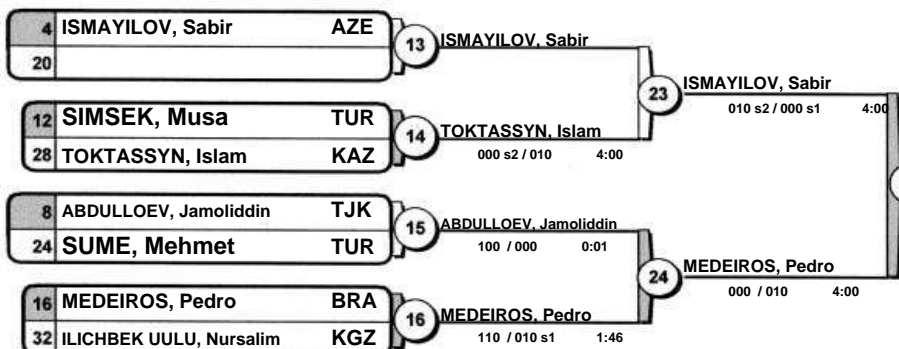 4 ISMAYILOV, Sabir AZE
20
13 ISMAYILOV, Sabir
12 SIMSEK, Musa TUR
28 TOKTASSYN, Islam KAZ
14 TOKTASSYN, Islam
000 s2 / 010 4:00
23 ISMAYILOV, Sabir
010 s2 / 000 s1 4:00
8 ABDULLOEV, Jamoliddin TJK
24 SUME, Mehmet TUR
15 ABDULLOEV, Jamoliddin
100 / 000 0:01
16 MEDEIROS, Pedro BRA
32 ILICHBEK UULU, Nursalim KGZ
16 MEDEIROS, Pedro
110 / 010 s1 1:46
24 MEDEIROS, Pedro
000 / 010 4:00